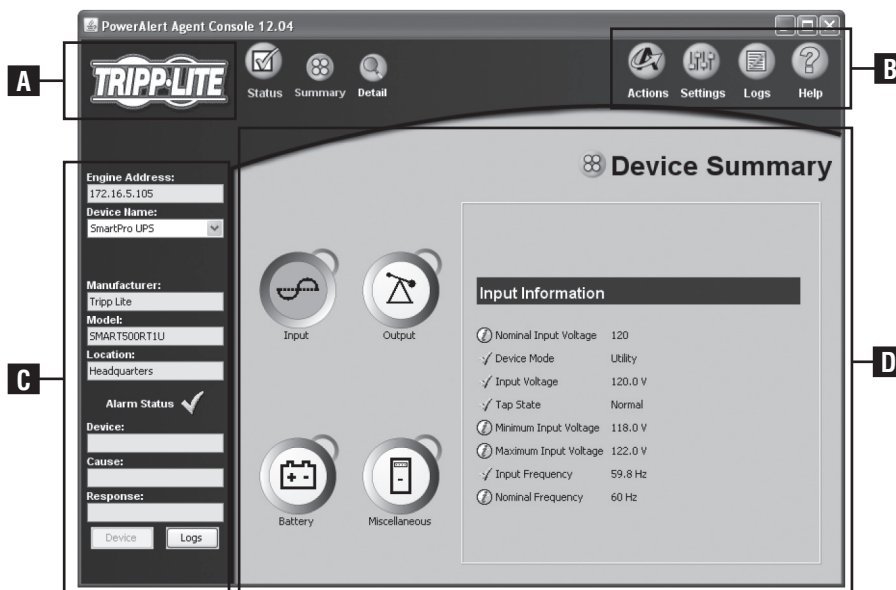 PowerAlert Agent Console 12.04
A
TRIPP·LITE
Status Summary Detail
Actions Settings Logs Help
B
Device Summary
C
Engine Address:
172.16.5.105
Device Name:
SmartPro UPS
Manufacturer:
Tripp Lite
Model:
SMART500RT1U
Location:
Headquarters
Alarm Status
Device:
Cause:
Response:
Device Logs
Input Output
Battery Miscellaneous
D
Input Information
Nominal Input Voltage 120
Device Mode Utility
Input Voltage 120.0 V
Tap State Normal
Minimum Input Voltage 118.0 V
Maximum Input Voltage 122.0 V
Input Frequency 59.8 Hz
Nominal Frequency 60 Hz